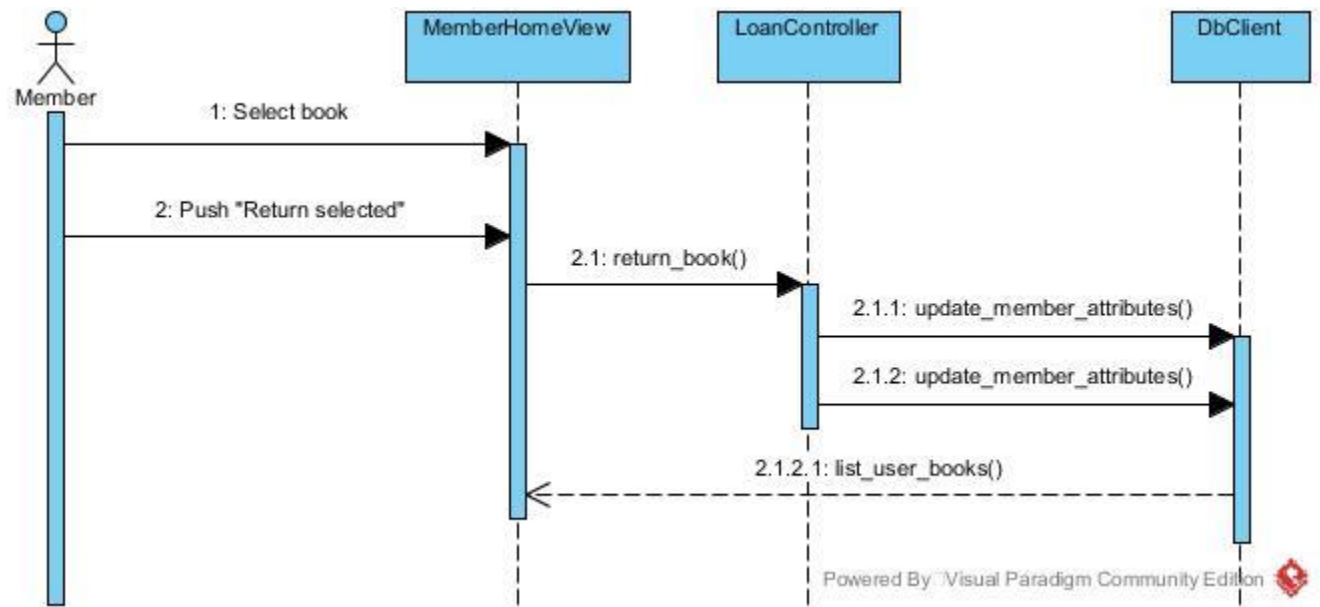 MemberHomeView
LoanController
DbClient
Member
1: Select book
2: Push "Return selected"
2.1: return_book()
2.1.1: update_member_attributes()
2.1.2: update_member_attributes()
2.1.2.1: list_user_books()
Powered By Visual Paradigm Community Edition